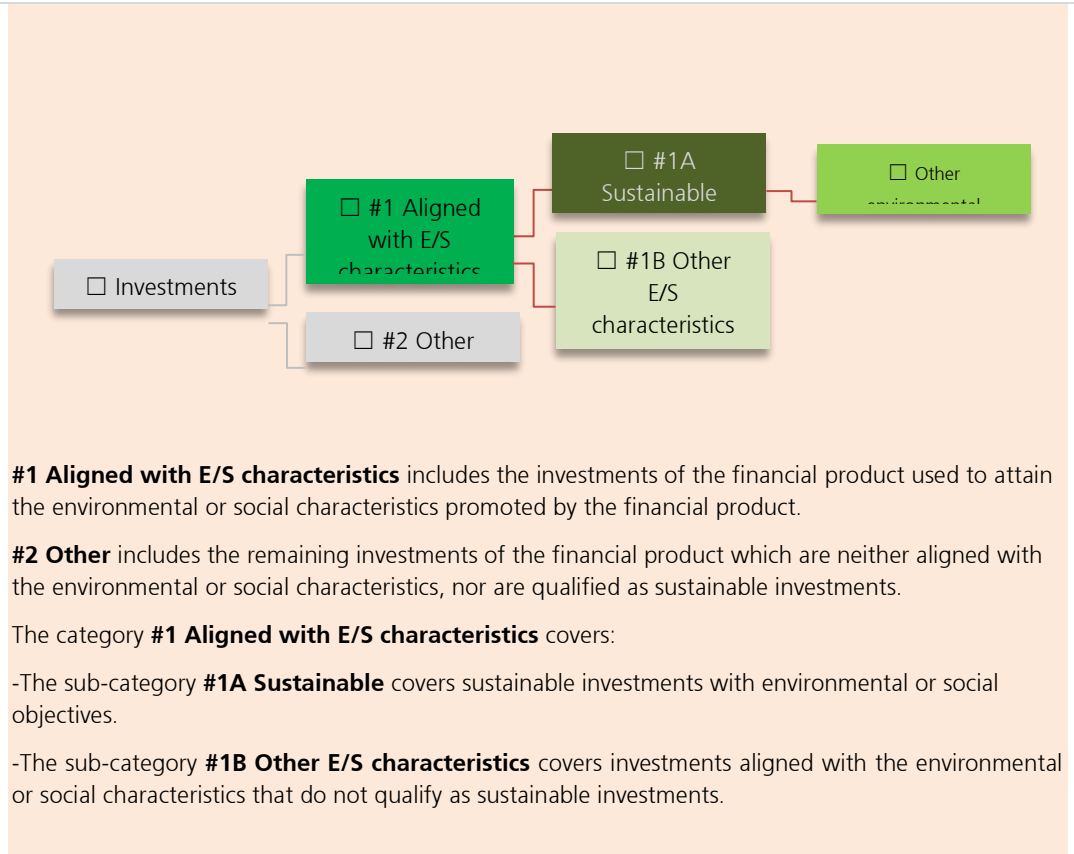 ☐ #1A
Sustainable
☐ Other
environmental
☐ #1 Aligned
with E/S
characteristics
☐ #1B Other
E/S
characteristics
☐ Investments
☐ #2 Other
#1 Aligned with E/S characteristics includes the investments of the financial product used to attain
the environmental or social characteristics promoted by the financial product.
#2 Other includes the remaining investments of the financial product which are neither aligned with
the environmental or social characteristics, nor are qualified as sustainable investments.
The category #1 Aligned with E/S characteristics covers:
-The sub-category #1A Sustainable covers sustainable investments with environmental or social
objectives.
-The sub-category #1B Other E/S characteristics covers investments aligned with the environmental
or social characteristics that do not qualify as sustainable investments.